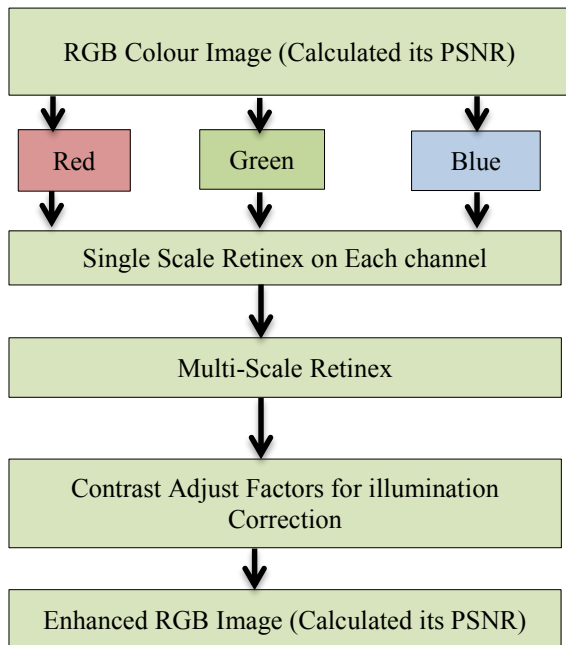 RGB Colour Image (Calculated its PSNR)
Red
Green
Blue
Single Scale Retinex on Each channel
Multi-Scale Retinex
Contrast Adjust Factors for illumination
Correction
Enhanced RGB Image (Calculated its PSNR)